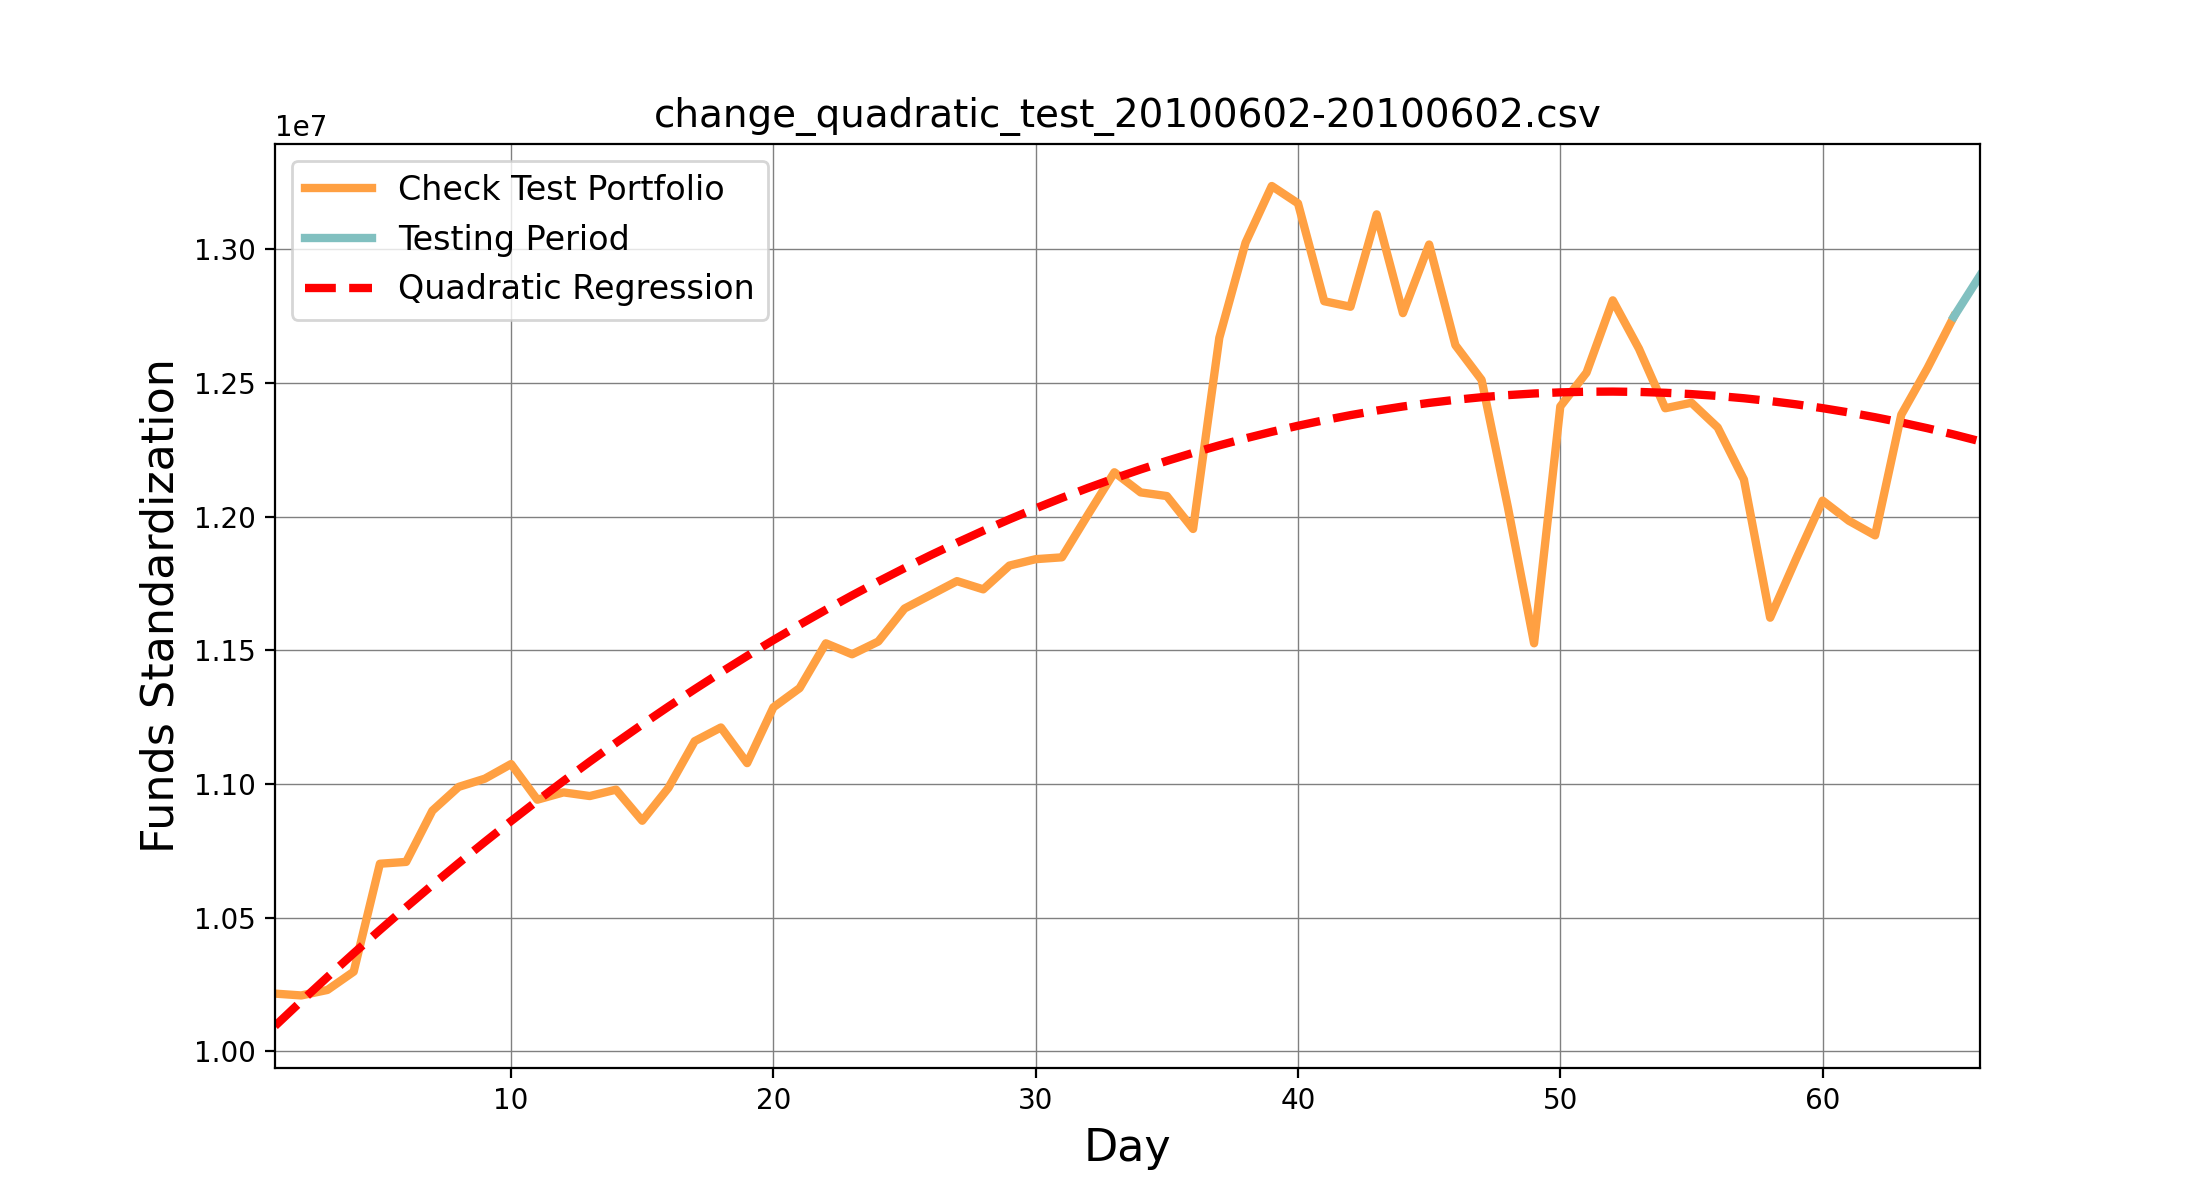 change_quadratic_test_20100602-20100602.csv
1e7
Check Test Portfolio
Testing Period
Quadratic Regression
1.30
1.25
1.20
1.15
1.10
1.05
1.00
Funds Standardization
10 20 30 40 50 60
Day